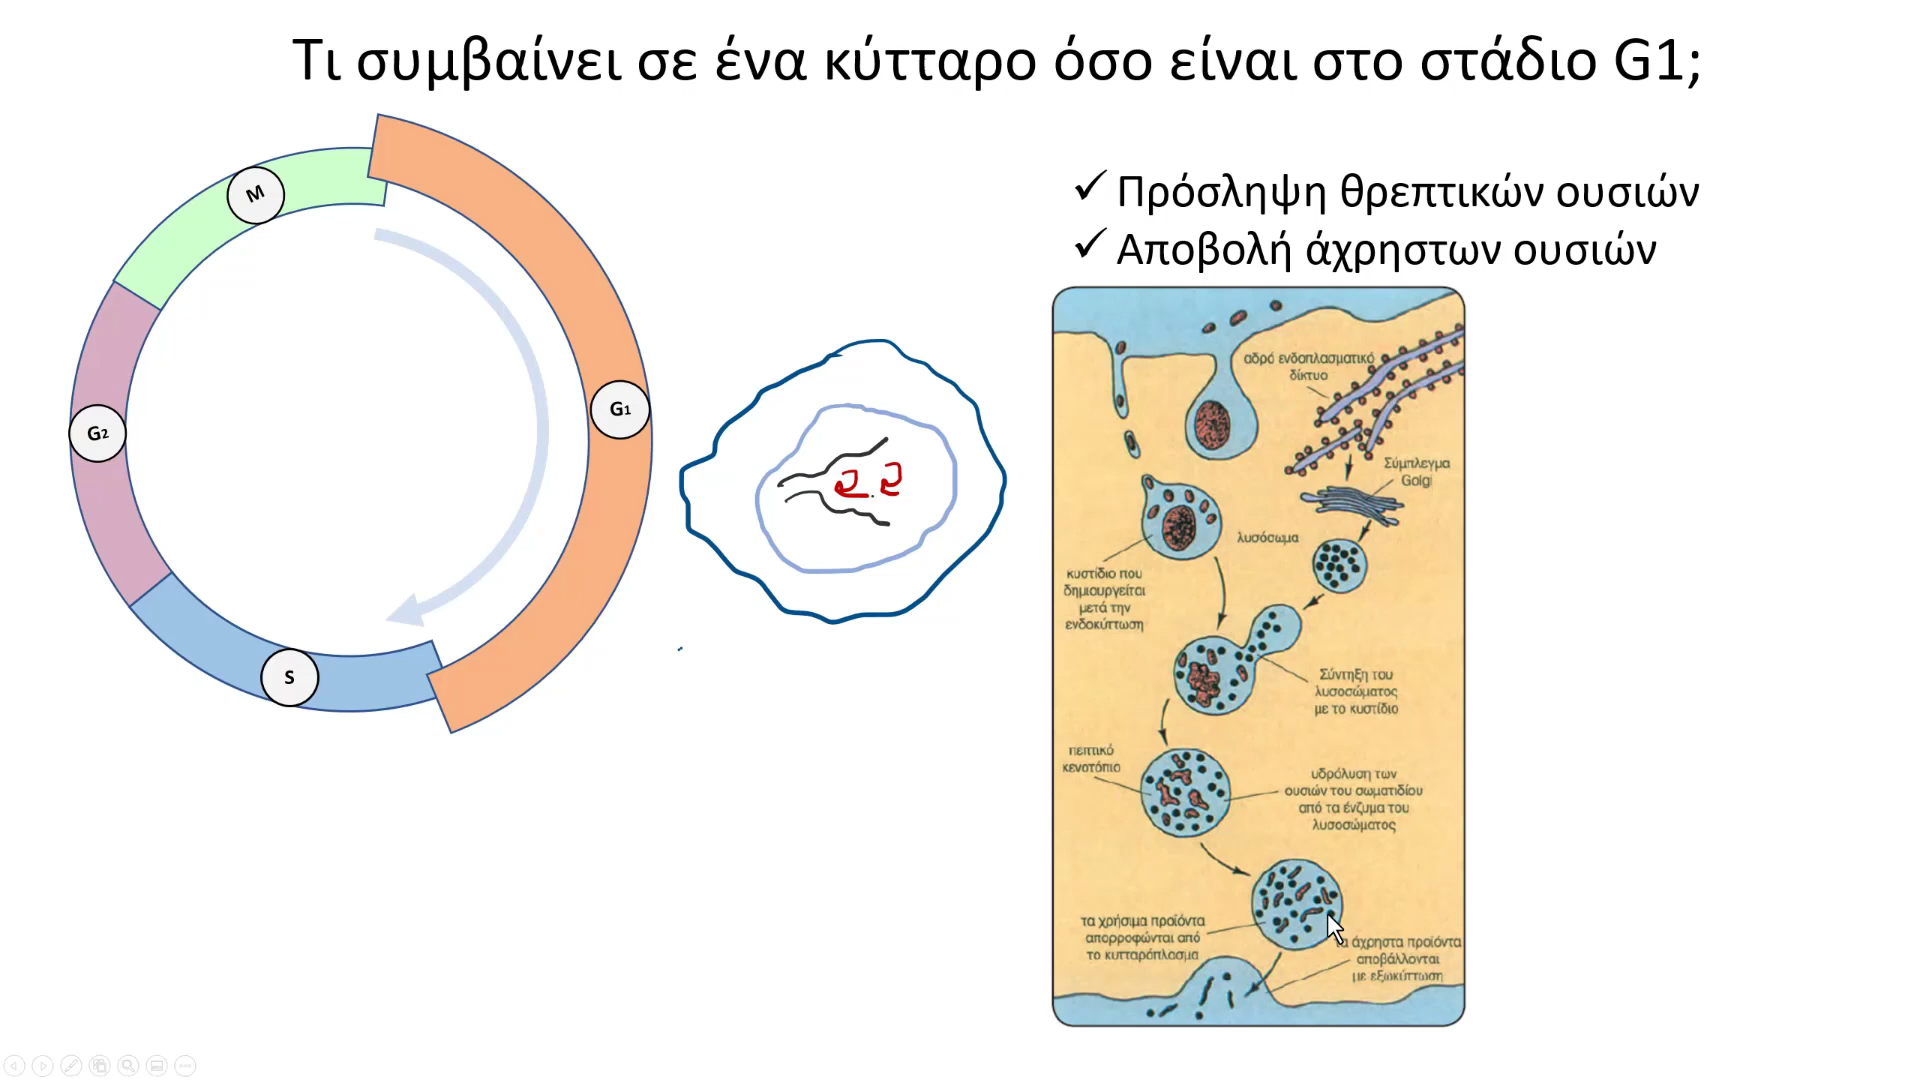 Τι συμβαίνει σε ένα κύτταρο όσο είναι στο στάδιο G1;
M
G1
G2
S
2.2
✓ Πρόσληψη θρεπτικών ουσιών
✓ Αποβολή άχρηστων ουσιών
αδρό ενδοπλασματικό
δίκτυο
Σύμπλεγμα
Golgi
λυσόσωμα
κυστίδιο που
δημιουργείται
μετά την
ενδοκύττωση
Σύντηξη του
λυσοσώματος
με το κυστίδιο
πεπτικό
κενοτόπιο
υδρόλυση των
ουσιών του σωματιδίου
από τα ένζυμα του
λυσοσώματος
τα χρήσιμα προϊόντα
απορροφώνται από
το κυτταρόπλασμα
τα άχρηστα προϊόντα
αποβάλλονται
με εξωκύττωση